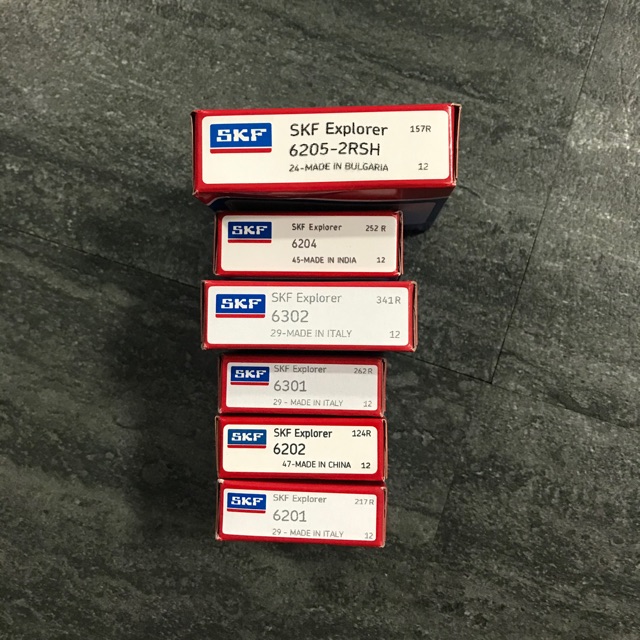 SKF
SKF Explorer 157R
6205-2RSH
24-MADE IN BULGARIA 12
SKF
SKF Explorer 252 R
6204
45-MADE IN INDIA 12
SKF
SKF Explorer 341 R
6302
29-MADE IN ITALY 12
SKF
SKF Explorer 262 R
6301
29 - MADE IN ITALY 12
SKF
SKF Explorer 124R
6202
47-MADE IN CHINA 12
SKF
SKF Explorer 217 R
6201
29 - MADE IN ITALY 12